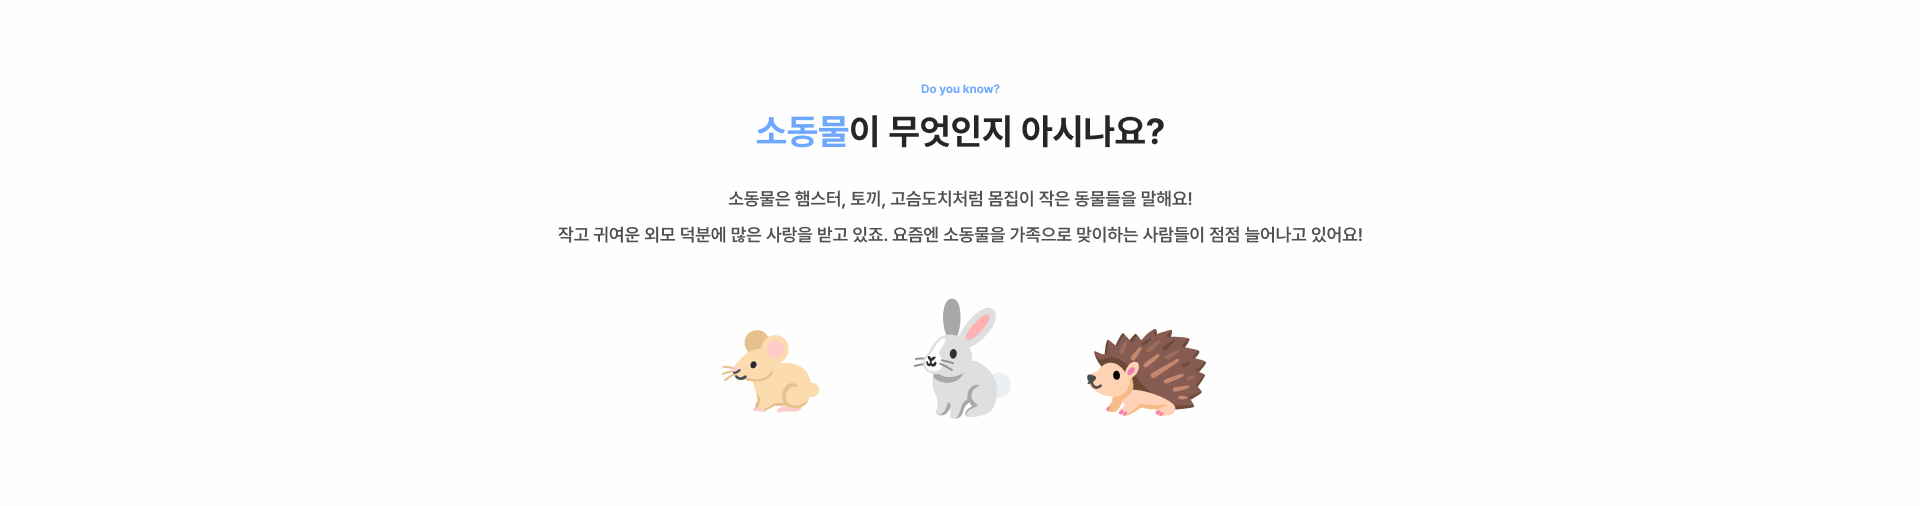 Do you know?
소동물이 무엇인지 아시나요?
소동물은 햄스터, 토끼, 고슴도치처럼 몸집이 작은 동물들을 말해요!
작고 귀여운 외모 덕분에 많은 사랑을 받고 있죠. 요즘엔 소동물을 가족으로 맞이하는 사람들이 점점 늘어나고 있어요!